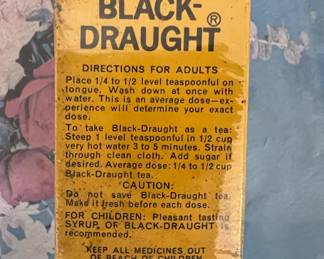 BLACK-
DRAUGHT®
DIRECTIONS FOR ADULTS
Place 1/4 to 1/2 level teaspoonful on
tongue. Wash down at once with
water. This is an average dose—ex-
perience will determine your exact
dose.
To take Black-Draught as a tea:
Steep 1 level teaspoonful in 1/2 cup
very hot water 3 to 5 minutes. Strain
through clean cloth. Add sugar if
desired. Average dose: 1/4 to 1/2 cup
Black-Draught tea.
CAUTION:
Do not save Black-Draught tea.
Make it fresh before each dose.
FOR CHILDREN: Pleasant tasting
SYRUP OF BLACK-DRAUGHT is
recommended.
KEEP ALL MEDICINES OUT
OF REACH OF CHILDREN